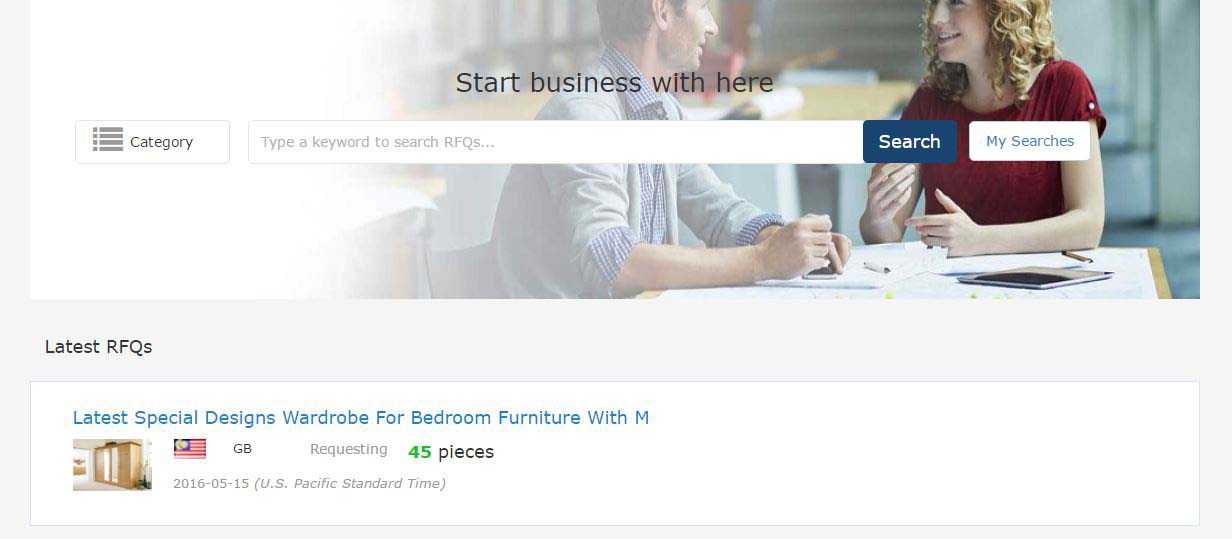 Start business with here
Category
Type a keyword to search RFQs...
Search
My Searches
Latest RFQs
Latest Special Designs Wardrobe For Bedroom Furniture With M
GB Requesting 45 pieces
2016-05-15 (U.S. Pacific Standard Time)